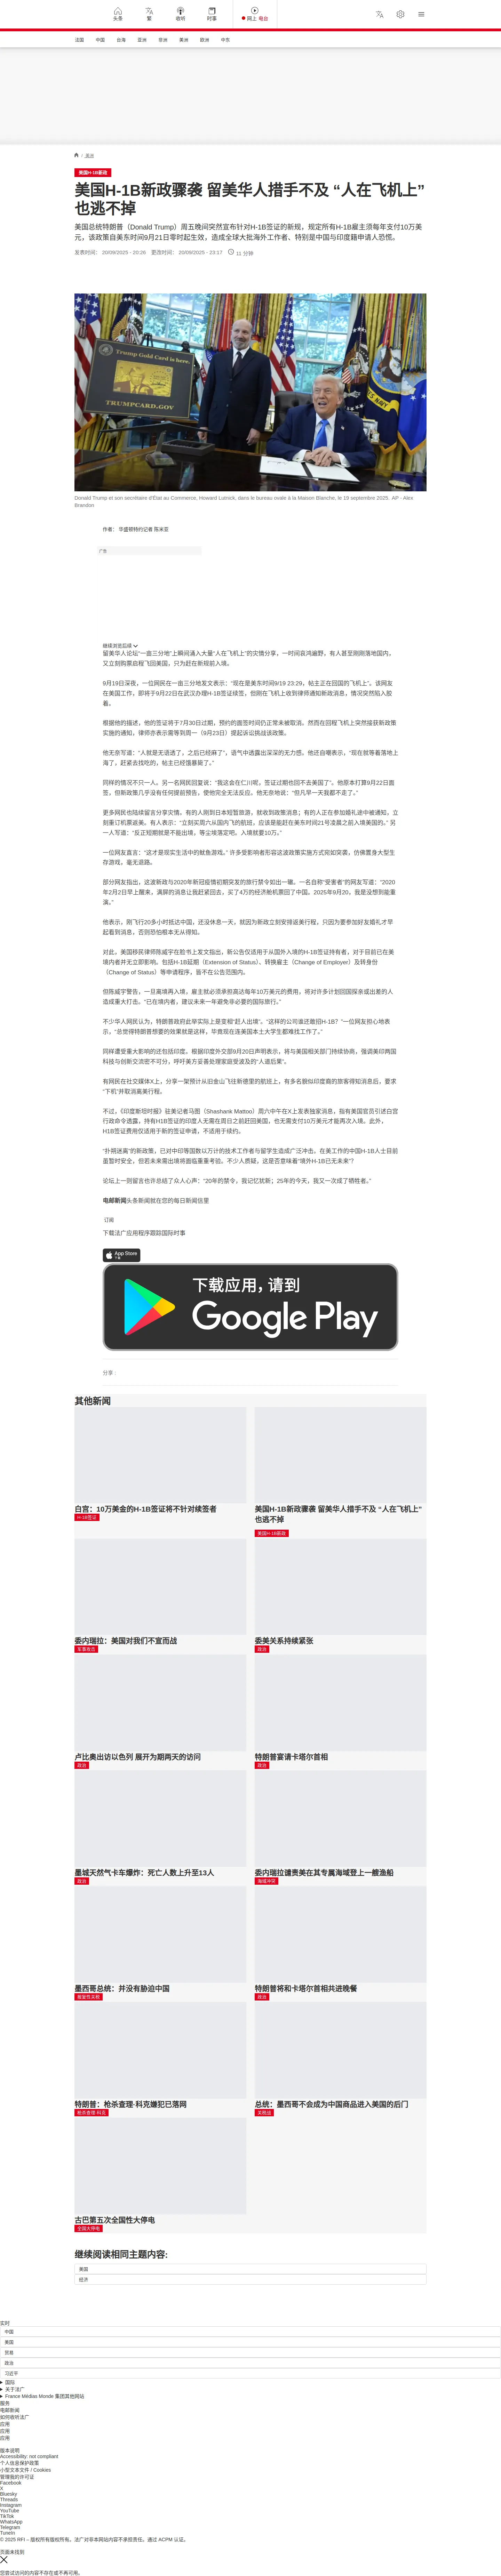 头条
繁
收听
时事
网上 电台
法国
中国
台海
亚洲
非洲
美洲
欧洲
中东
美洲
美国H-1B新政
美国H-1B新政骤袭 留美华人措手不及 “人在飞机上”
也逃不掉
美国总统特朗普（Donald Trump）周五晚间突然宣布针对H-1B签证的新规，规定所有H-1B雇主须每年支付10万美
元，该政策自美东时间9月21日零时起生效，造成全球大批海外工作者、特别是中国与印度籍申请人恐慌。
发表时间： 20/09/2025 - 20:26 更改时间： 20/09/2025 - 23:17 11 分钟
Trump Gold Card is here.
TRUMPCARD.GOV
Donald Trump et son secrétaire d'État au Commerce, Howard Lutnick, dans le bureau ovale à la Maison Blanche, le 19 septembre 2025. AP - Alex
Brandon
作者： 华盛顿特约记者 陈米安
广告
继续浏览后续
留美华人论坛“一亩三分地”上瞬间涌入大量“人在飞机上”的灾情分享，一时间哀鸿遍野，有人甚至刚刚落地国内，
又立刻购票启程飞回美国，只为赶在新规前入境。
9月19日深夜，一位网民在一亩三分地发文表示：“现在是美东时间9/19 23:29，帖主正在回国的飞机上”。该网友
在美国工作，即将于9月22日在武汉办理H-1B签证续签，但刚在飞机上收到律师通知新政消息，情况突然陷入胶
着。
根据他的描述，他的签证将于7月30日过期，预约的面签时间仍正常未被取消。然而在回程飞机上突然接获新政策
实施的通知，律师亦表示需等到周一（9月23日）提起诉讼挑战该政策。
他无奈写道：“人就是无语透了，之后已经麻了”，语气中透露出深深的无力感。他还自嘲表示，“现在就等着落地上
海了，赶紧去找吃的，帖主已经饿暴毙了。”
同样的情况不只一人。另一名网民回复说：“我这会在仁川呢，签证过期也回不去美国了”。他原本打算9月22日面
签，但新政策几乎没有任何提前预告，使他完全无法反应。他无奈地说：“但凡早一天我都不走了。”
更多网民也陆续留言分享灾情。有的人刚到日本短暂旅游，就收到政策消息；有的人正在参加婚礼途中被通知，立
刻重订机票返美。有人表示：“立刻买周六从国内飞的航班，应该是能赶在美东时间21号凌晨之前入境美国的。” 另
一人写道：“反正短期就是不能出境，等尘埃落定吧。入境就要10万。”
一位网友直言：“这才是现实生活中的鱿鱼游戏。” 许多受影响者形容这波政策实施方式宛如突袭，仿佛置身大型生
存游戏，毫无退路。
部分网友指出，这波新政与2020年新冠疫情初期突发的旅行禁令如出一辙。一名自称“受害者”的网友写道：“2020
年2月2日早上醒来，满屏的消息让我赶紧回去，买了4万的经济舱机票回了中国。2025年9月20，我是没想到能重
演。”
他表示，刚飞行20多小时抵达中国，还没休息一天，就因为新政立刻安排返美行程，只因为要参加好友婚礼才早
起看到消息，否则恐怕根本无从得知。
对此，美国移民律师陈威宇在脸书上发文指出，新公告仅适用于从国外入境的H-1B签证持有者，对于目前已在美
境内者并无立即影响。包括H-1B延期（Extension of Status）、转换雇主（Change of Employer）及转身份
（Change of Status）等申请程序，皆不在公告范围内。
但陈威宇警告，一旦离境再入境，雇主就必须承担高达每年10万美元的费用，将对许多计划回国探亲或出差的人
造成重大打击。“已在境内者，建议未来一年避免非必要的国际旅行。”
不少华人网民认为，特朗普政府此举实际上是变相“赶人出境”。“这样的公司谁还敢招H-1B？”一位网友担心地表
示，“总觉得特朗普想要的效果就是这样，毕竟现在连美国本土大学生都难找工作了。”
同样遭受重大影响的还包括印度。根据印度外交部9月20日声明表示，将与美国相关部门持续协商，强调美印两国
科技与创新交流密不可分，呼吁美方妥善处理家庭受波及的“人道后果”。
有网民在社交媒体X上，分享一架预计从旧金山飞往新德里的航班上，有多名貌似印度裔的旅客得知消息后，要求
“下机”并取消离美行程。
不过，《印度斯坦时报》驻美记者马图（Shashank Mattoo）周六中午在X上发表独家消息，指有美国官员引述白宫
行政命令透露，持有H1B签证的印度人无需在周日之前赶回美国，也无需支付10万美元才能再次入境。此外，
H1B签证费用仅适用于新的签证申请，不适用于续约。
“扑朔迷离”的新政策，已对中印等国数以万计的技术工作者与留学生造成广泛冲击。在美工作的中国H-1B人士目前
虽暂时安全，但若未来需出境将面临重重考验。不少人质疑，这是否意味着“境外H-1B已无未来”？
论坛上一则留言也许总结了众人心声：“20年的禁令，我记忆犹新；25年的今天，我又一次成了牺牲者。”
电邮新闻头条新闻就在您的每日新闻信里
订阅
下载法广应用程序跟踪国际时事
App Store
下载
下载应用，请到
Google Play
分享 :
其他新闻
白宫：10万美金的H-1B签证将不针对续签者
H-1B签证
美国H-1B新政骤袭 留美华人措手不及 “人在飞机上”
也逃不掉
美国H-1B新政
委内瑞拉：美国对我们不宣而战
军事攻击
委美关系持续紧张
政治
卢比奥出访以色列 展开为期两天的访问
政治
特朗普宴请卡塔尔首相
政治
墨城天然气卡车爆炸：死亡人数上升至13人
政治
委内瑞拉谴责美在其专属海域登上一艘渔船
海域冲突
墨西哥总统：并没有胁迫中国
报复性关税
特朗普将和卡塔尔首相共进晚餐
政治
特朗普：枪杀查理·科克嫌犯已落网
枪杀查理·科克
总统：墨西哥不会成为中国商品进入美国的后门
关税战
古巴第五次全国性大停电
全国大停电
继续阅读相同主题内容:
美国
经济
实时
中国
美国
贸易
政治
习近平
国际
关于法广
France Médias Monde 集团其他网站
服务
电邮新闻
如何收听法广
应用
应用
应用
版本说明
Accessibility: not compliant
个人信息保护政策
小型文本文件 / Cookies
管理我的许可证
Facebook
X
Bluesky
Threads
Instagram
YouTube
TikTok
WhatsApp
Telegram
TuneIn
© 2025 RFI – 版权所有版权所有。法广对非本网站内容不承担责任。通过 ACPM 认证。
页面未找到
您尝试访问的内容不存在或不再可用。